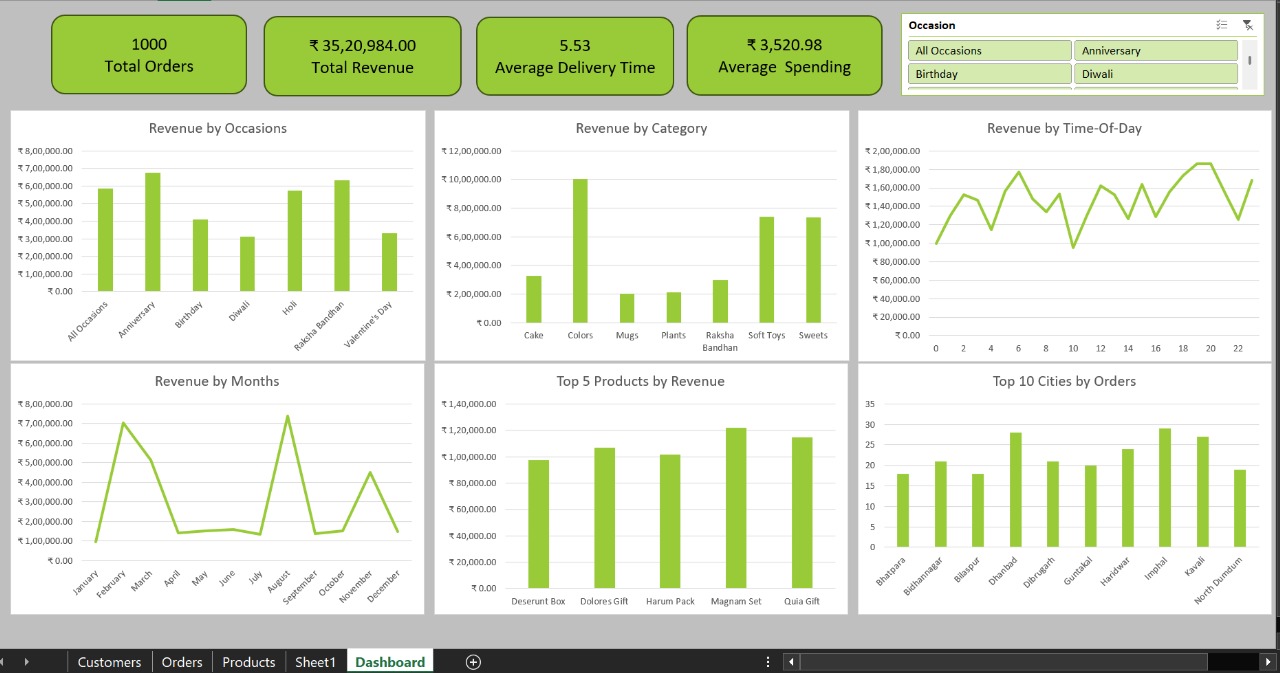 1000
Total Orders
₹ 35,20,984.00
Total Revenue
5.53
Average Delivery Time
₹ 3,520.98
Average  Spending
Occasion
All Occasions
Anniversary
Birthday
Diwali
Revenue by Occasions
₹ 8,00,000.00
₹ 7,00,000.00
₹ 6,00,000.00
₹ 5,00,000.00
₹ 4,00,000.00
₹ 3,00,000.00
₹ 2,00,000.00
₹ 1,00,000.00
₹ 0.00
All Occasions
Anniversary
Birthday
Diwali
Holi
Raksha Bandhan
Valentine's Day
Revenue by Category
₹ 12,00,000.00
₹ 10,00,000.00
₹ 8,00,000.00
₹ 6,00,000.00
₹ 4,00,000.00
₹ 2,00,000.00
₹ 0.00
Cake
Colors
Mugs
Plants
Raksha
Bandhan
Soft Toys
Sweets
Revenue by Time-Of-Day
₹ 2,00,000.00
₹ 1,80,000.00
₹ 1,60,000.00
₹ 1,40,000.00
₹ 1,20,000.00
₹ 1,00,000.00
₹ 80,000.00
₹ 60,000.00
₹ 40,000.00
₹ 20,000.00
₹ 0.00
0 2 4 6 8 10 12 14 16 18 20 22
Revenue by Months
₹ 8,00,000.00
₹ 7,00,000.00
₹ 6,00,000.00
₹ 5,00,000.00
₹ 4,00,000.00
₹ 3,00,000.00
₹ 2,00,000.00
₹ 1,00,000.00
₹ 0.00
January
February
March
April
May
June
July
August
September
October
November
December
Top 5 Products by Revenue
₹ 1,40,000.00
₹ 1,20,000.00
₹ 1,00,000.00
₹ 80,000.00
₹ 60,000.00
₹ 40,000.00
₹ 20,000.00
₹ 0.00
Deserunt Box
Dolores Gift
Harum Pack
Magnam Set
Quia Gift
Top 10 Cities by Orders
35
30
25
20
15
10
5
0
Bhatpara
Bidhannagar
Bilaspur
Dhanbad
Dibrugarh
Guntakal
Haridwar
Imphal
Kavali
North Dumdum
Customers
Orders
Products
Sheet1
Dashboard